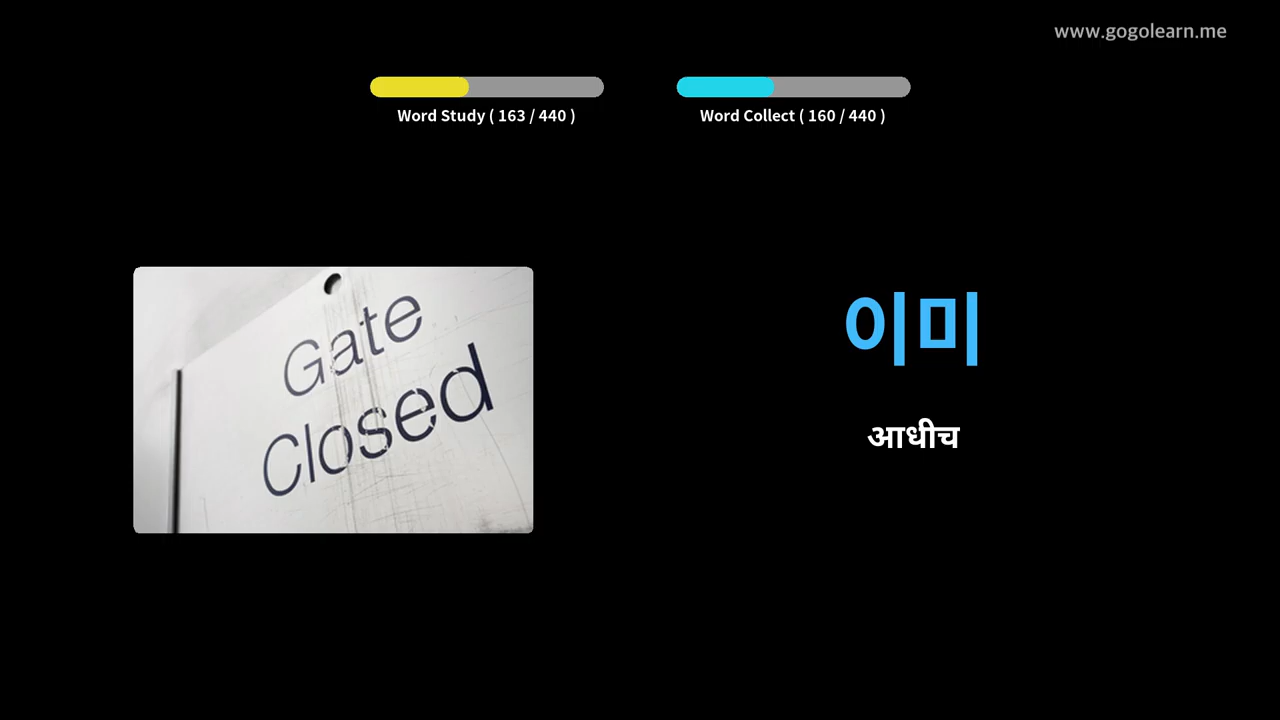 www.gogolearn.me
Word Study ( 163 / 440 )
Word Collect ( 160 / 440 )
Gate
Closed
이미
आधीच